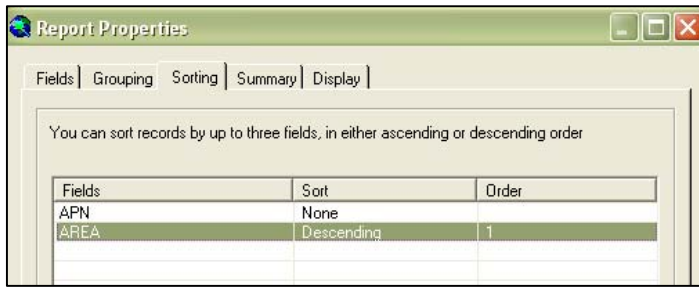 Report Properties
Fields Grouping Sorting Summary Display
You can sort records by up to three fields, in either ascending or descending order
Fields Sort Order
APN None
AREA Descending 1